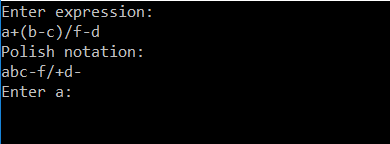 Enter expression:
a+(b-c)/f-d
Polish notation:
abc-f/+d-
Enter a: